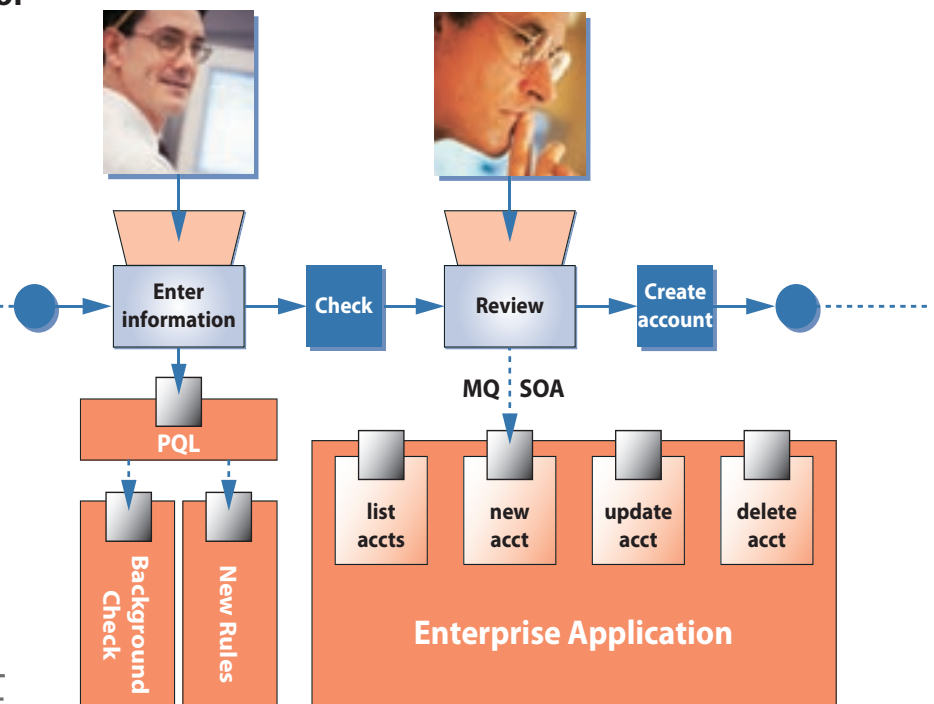 Enter
information
Check
Review
Create
account
MQ
SOA
PQL
list
accts
new
acct
update
acct
delete
acct
Background
Check
New Rules
Enterprise Application